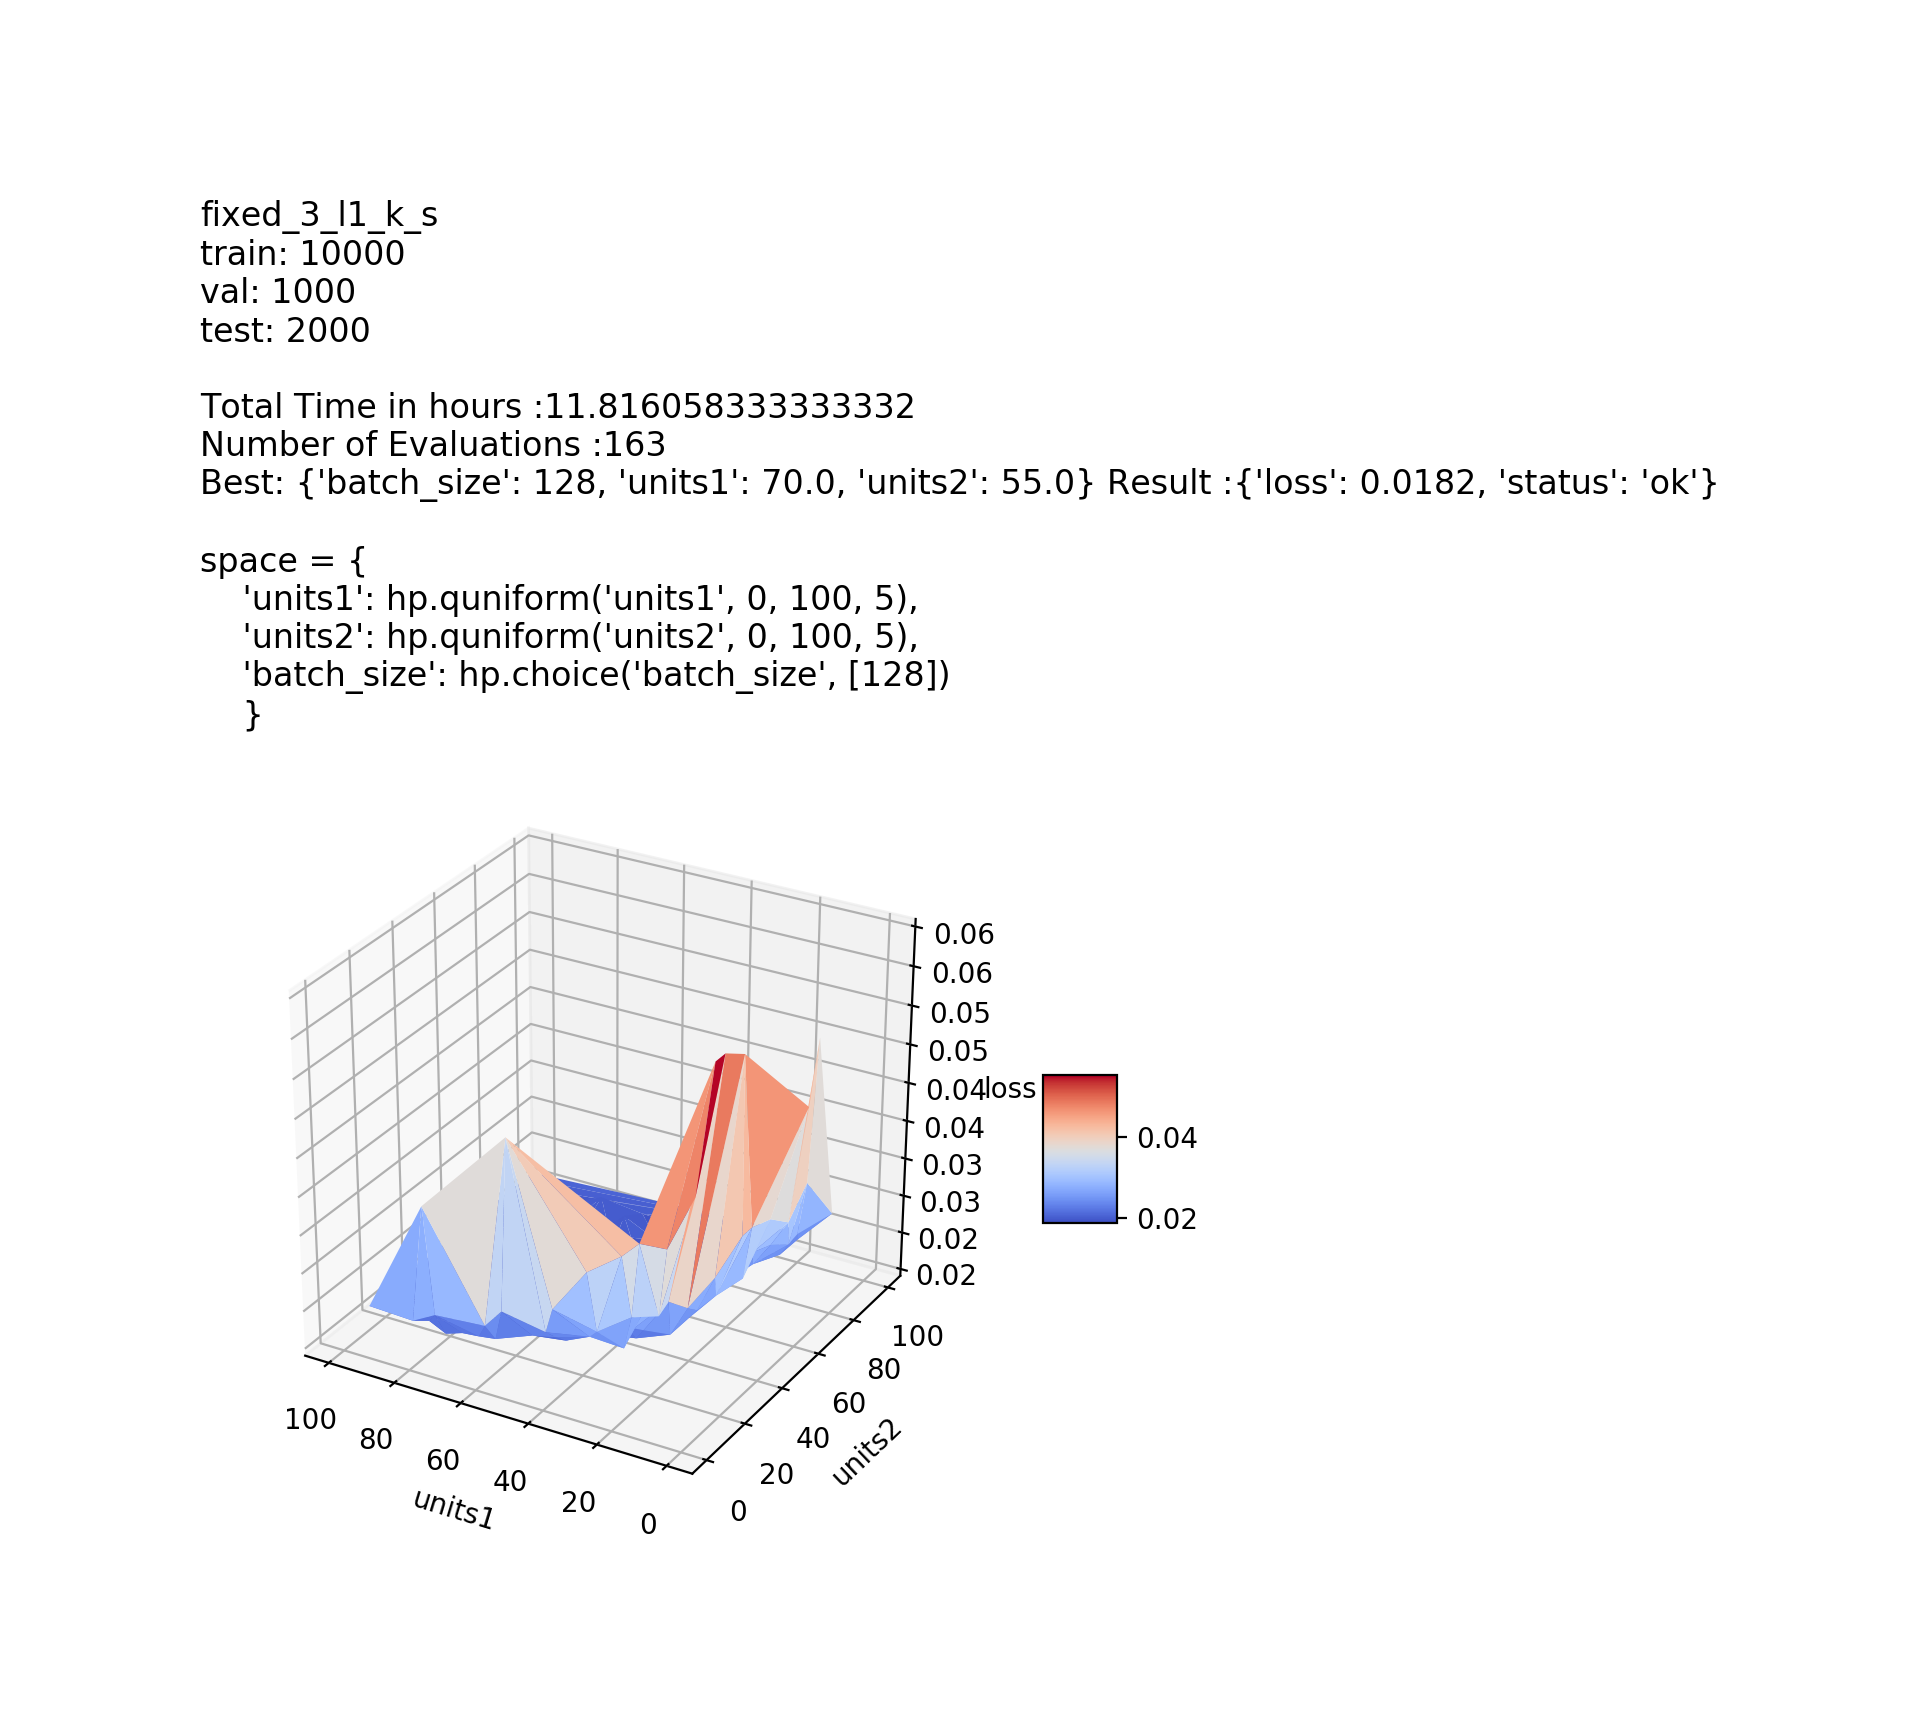 fixed_3_l1_k_s
train: 10000
val: 1000
test: 2000
Total Time in hours :11.816058333333332
Number of Evaluations :163
Best: {'batch_size': 128, 'units1': 70.0, 'units2': 55.0} Result :{'loss': 0.0182, 'status': 'ok'}
space = {
'units1': hp.quniform('units1', 0, 100, 5),
'units2': hp.quniform('units2', 0, 100, 5),
'batch_size': hp.choice('batch_size', [128])
}
0.06
0.06
0.05
0.05
0.04
loss
0.04
0.03
0.03
0.02
0.02
0.04
0.02
100
80
60
40
20
0
units1
0
20
40
60
80
100
units2